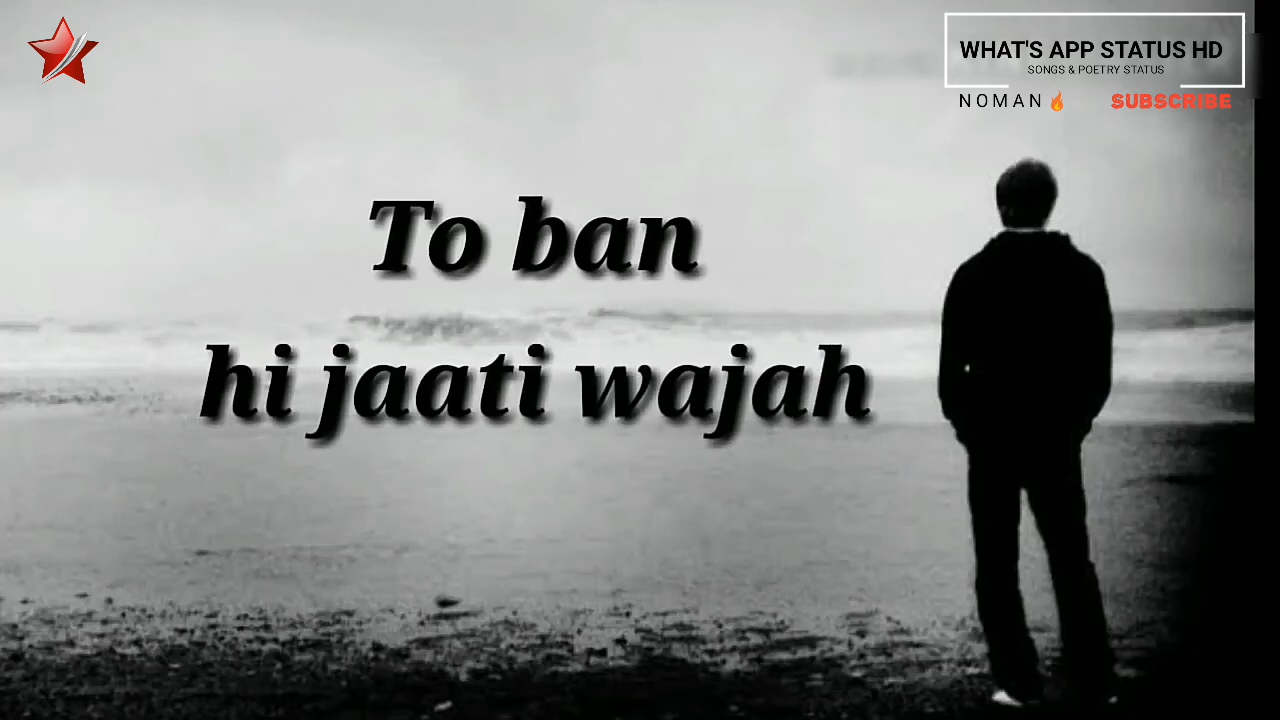 WHAT'S APP STATUS HD
SONGS & POETRY STATUS
NOMAN🔥 SUBSCRIBE
To ban
hi jaati wajah